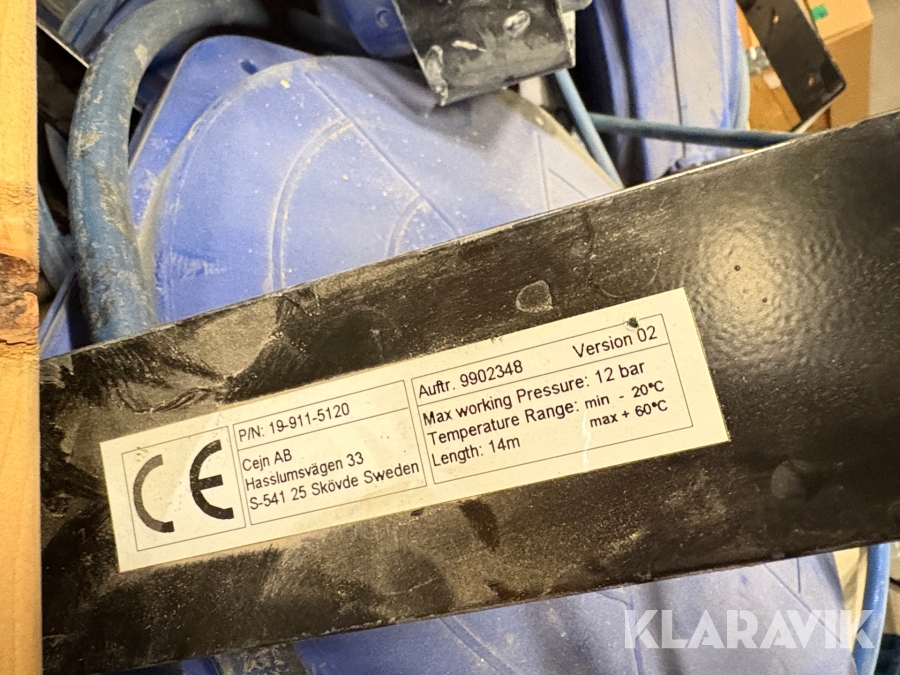 CE
P/N: 19-911-5120
Cejn AB
Hasslumsvägen 33
S-541 25 Skövde Sweden
Auftr. 9902348 Version 02
Max working Pressure: 12 bar
Temperature Range: min - 20°C
max + 60°C
Length: 14m
KLARAVIK